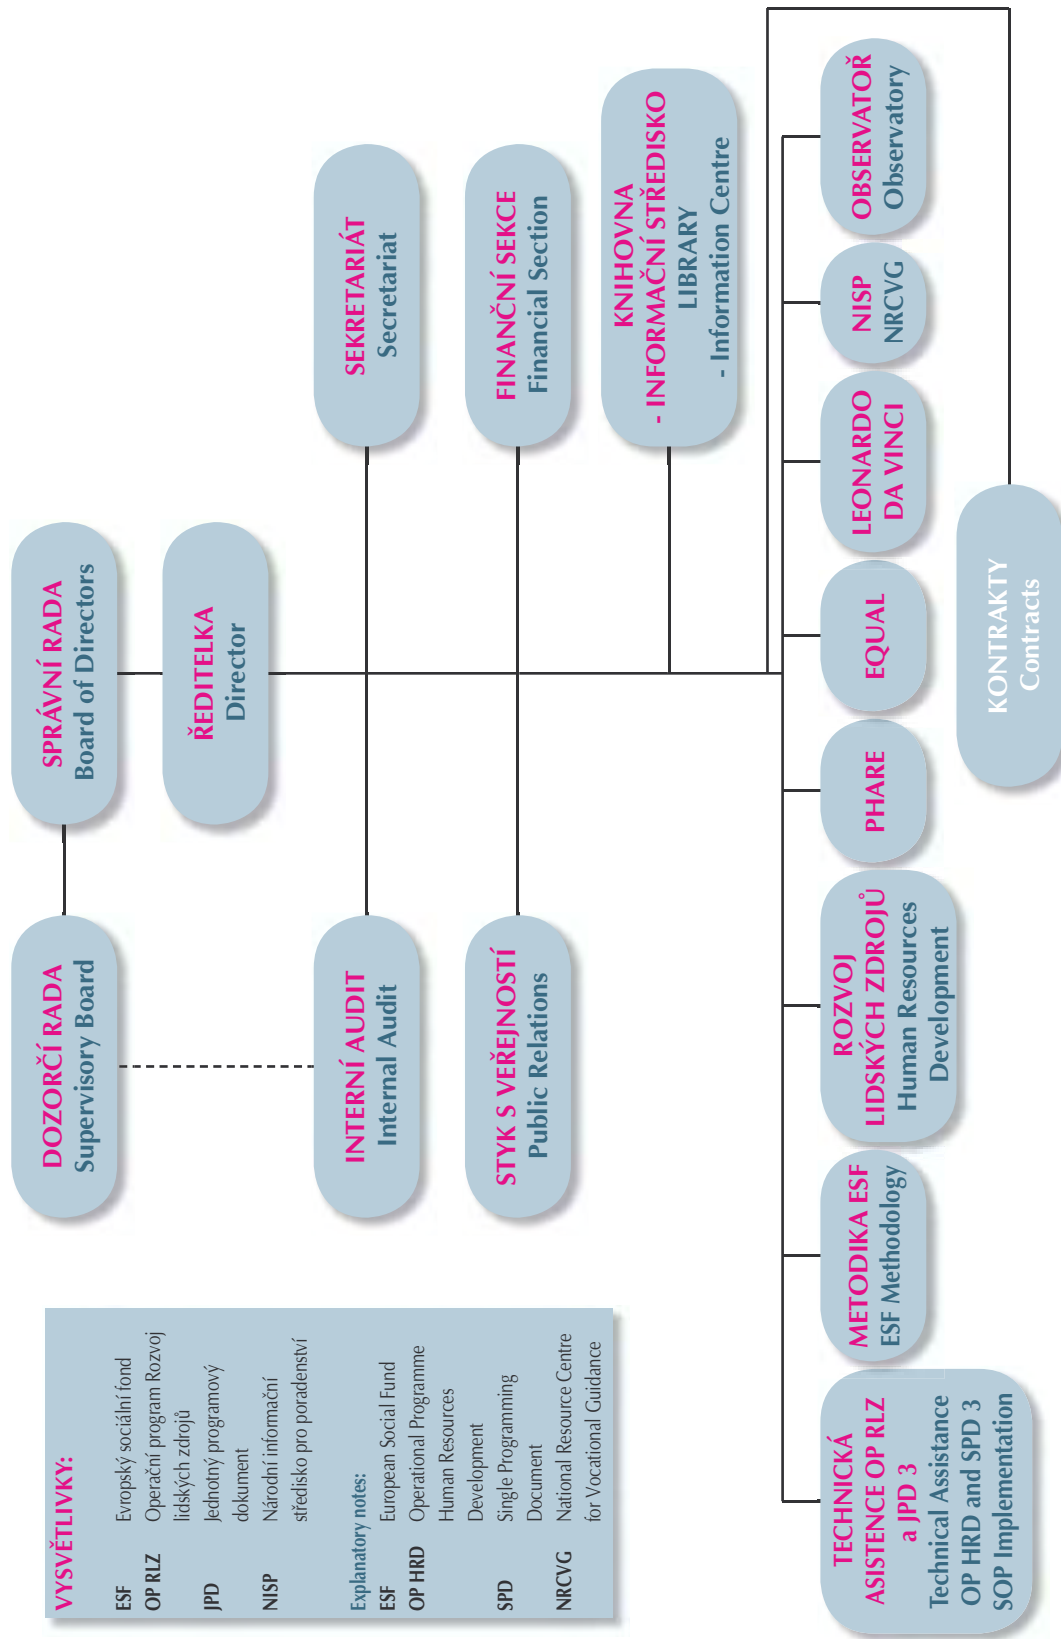 VYSVĚTLIVKY:
ESF Evropský sociální fond
OP RLZ Operační program Rozvoj
lidských zdrojů
JPD Jednotný programový
dokument
NISP Národní informační
středisko pro poradenství
Explanatory notes:
ESF European Social Fund
OP HRD Operational Programme
Human Resources
Development
SPD Single Programming
Document
NRCVG National Resource Centre
for Vocational Guidance
DOZORČÍ RADA
Supervisory Board
SPRÁVNÍ RADA
Board of Directors
ŘEDITELKA
Director
INTERNÍ AUDIT
Internal Audit
SEKRETARIÁT
Secretariat
STYK S VEŘEJNOSTÍ
Public Relations
FINANČNÍ SEKCE
Financial Section
KNIHOVNA
- INFORMAČNÍ STŘEDISKO
LIBRARY
- Information Centre
TECHNICKÁ
ASISTENCE OP RLZ
a JPD 3
Technical Assistance
OP HRD and SPD 3
SOP Implementation
METODIKA ESF
ESF Methodology
ROZVOJ
LIDSKÝCH ZDROJŮ
Human Resources
Development
PHARE
EQUAL
LEONARDO
DA VINCI
NISP
NRCVG
OBSERVATOŘ
Observatory
KONTRAKTY
Contracts